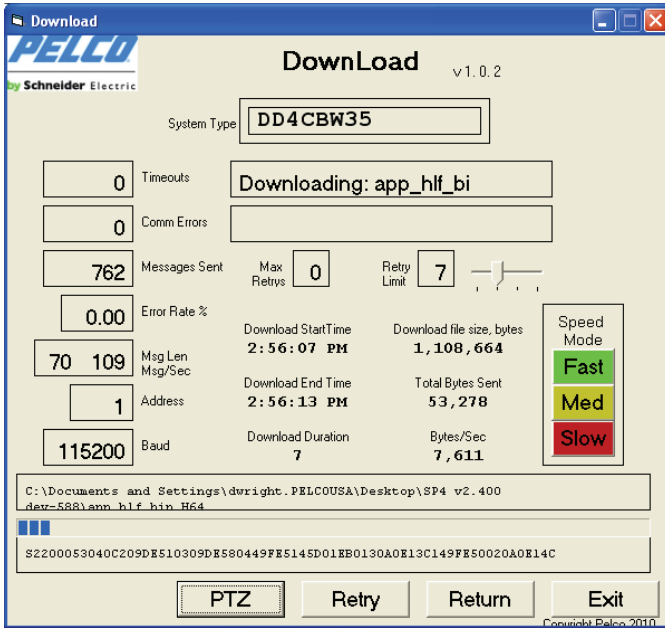 Download
PELCO
by Schneider Electric
DownLoad v1.0.2
System Type DD4CBW35
0 Timeouts Downloading: app_hlf_bi
0 Comm Errors
762 Messages Sent Max Retrys 0 Retry Limit 7
0.00 Error Rate %
Download StartTime Download file size, bytes
2:56:07 PM 1,108,664
Speed
Mode
Fast
70 109 Msg Len
Msg/Sec
Download End Time Total Bytes Sent
2:56:13 PM 53,278
Med
1 Address
Download Duration Bytes/Sec
7 7,611
Slow
115200 Baud
C:\Documents and Settings\dwright.PELCOUSA\Desktop\SP4 v2.400
dev-588\app_hlf_bin_H64
S2200053040C209DE510309DE580449FE5145D01EB0130A0E13C149FE50020A0E14C
PTZ Retry Return Exit
Copyright Pelco 2010